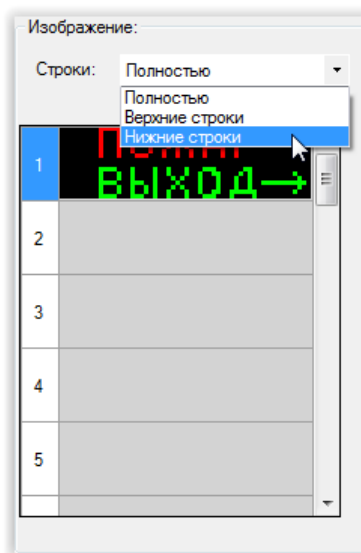 Изображение:
Строки: Полностью
Полностью
Верхние строки
Нижние строки
1
ВЫХОД→
2
3
4
5